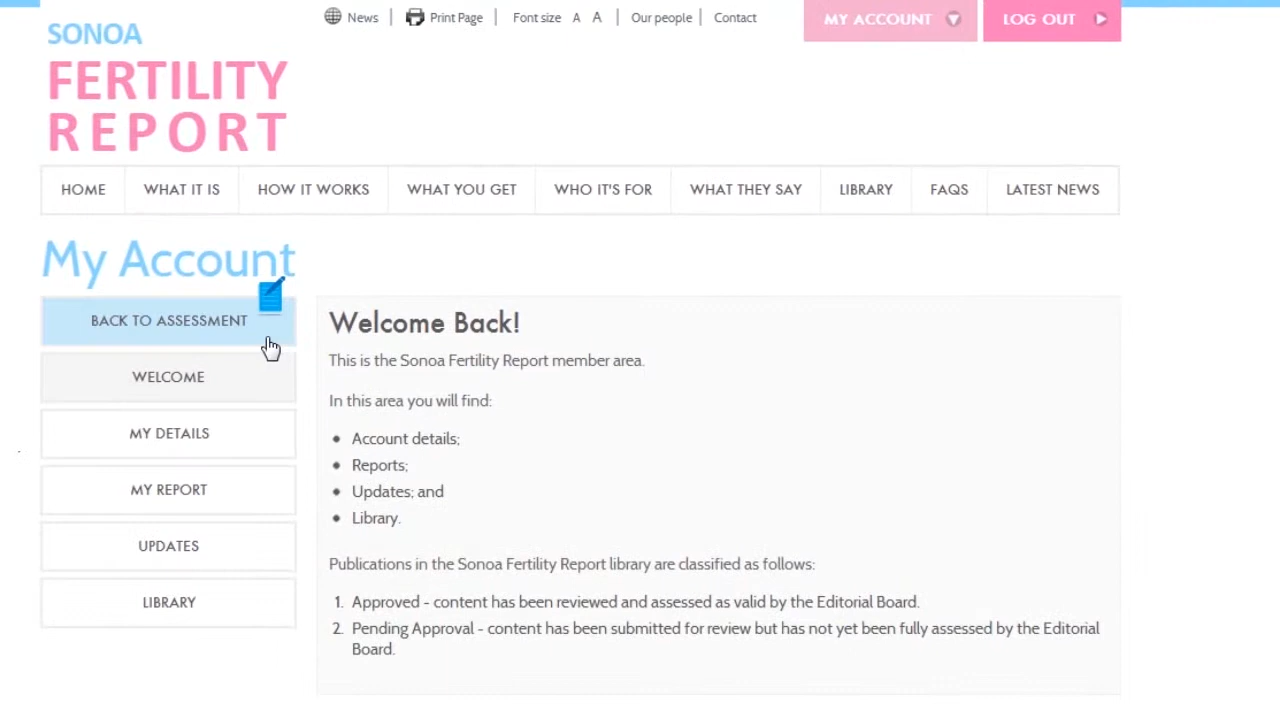 News | Print Page | Font size A A | Our people | Contact
MY ACCOUNT
LOG OUT
SONOA
FERTILITY
REPORT
HOME
WHAT IT IS
HOW IT WORKS
WHAT YOU GET
WHO IT'S FOR
WHAT THEY SAY
LIBRARY
FAQS
LATEST NEWS
My Account
BACK TO ASSESSMENT
WELCOME
MY DETAILS
MY REPORT
UPDATES
LIBRARY
Welcome Back!
This is the Sonoa Fertility Report member area.
In this area you will find:
Account details;
Reports;
Updates; and
Library.
Publications in the Sonoa Fertility Report library are classified as follows:
1. Approved - content has been reviewed and assessed as valid by the Editorial Board.
2. Pending Approval - content has been submitted for review but has not yet been fully assessed by the Editorial
Board.